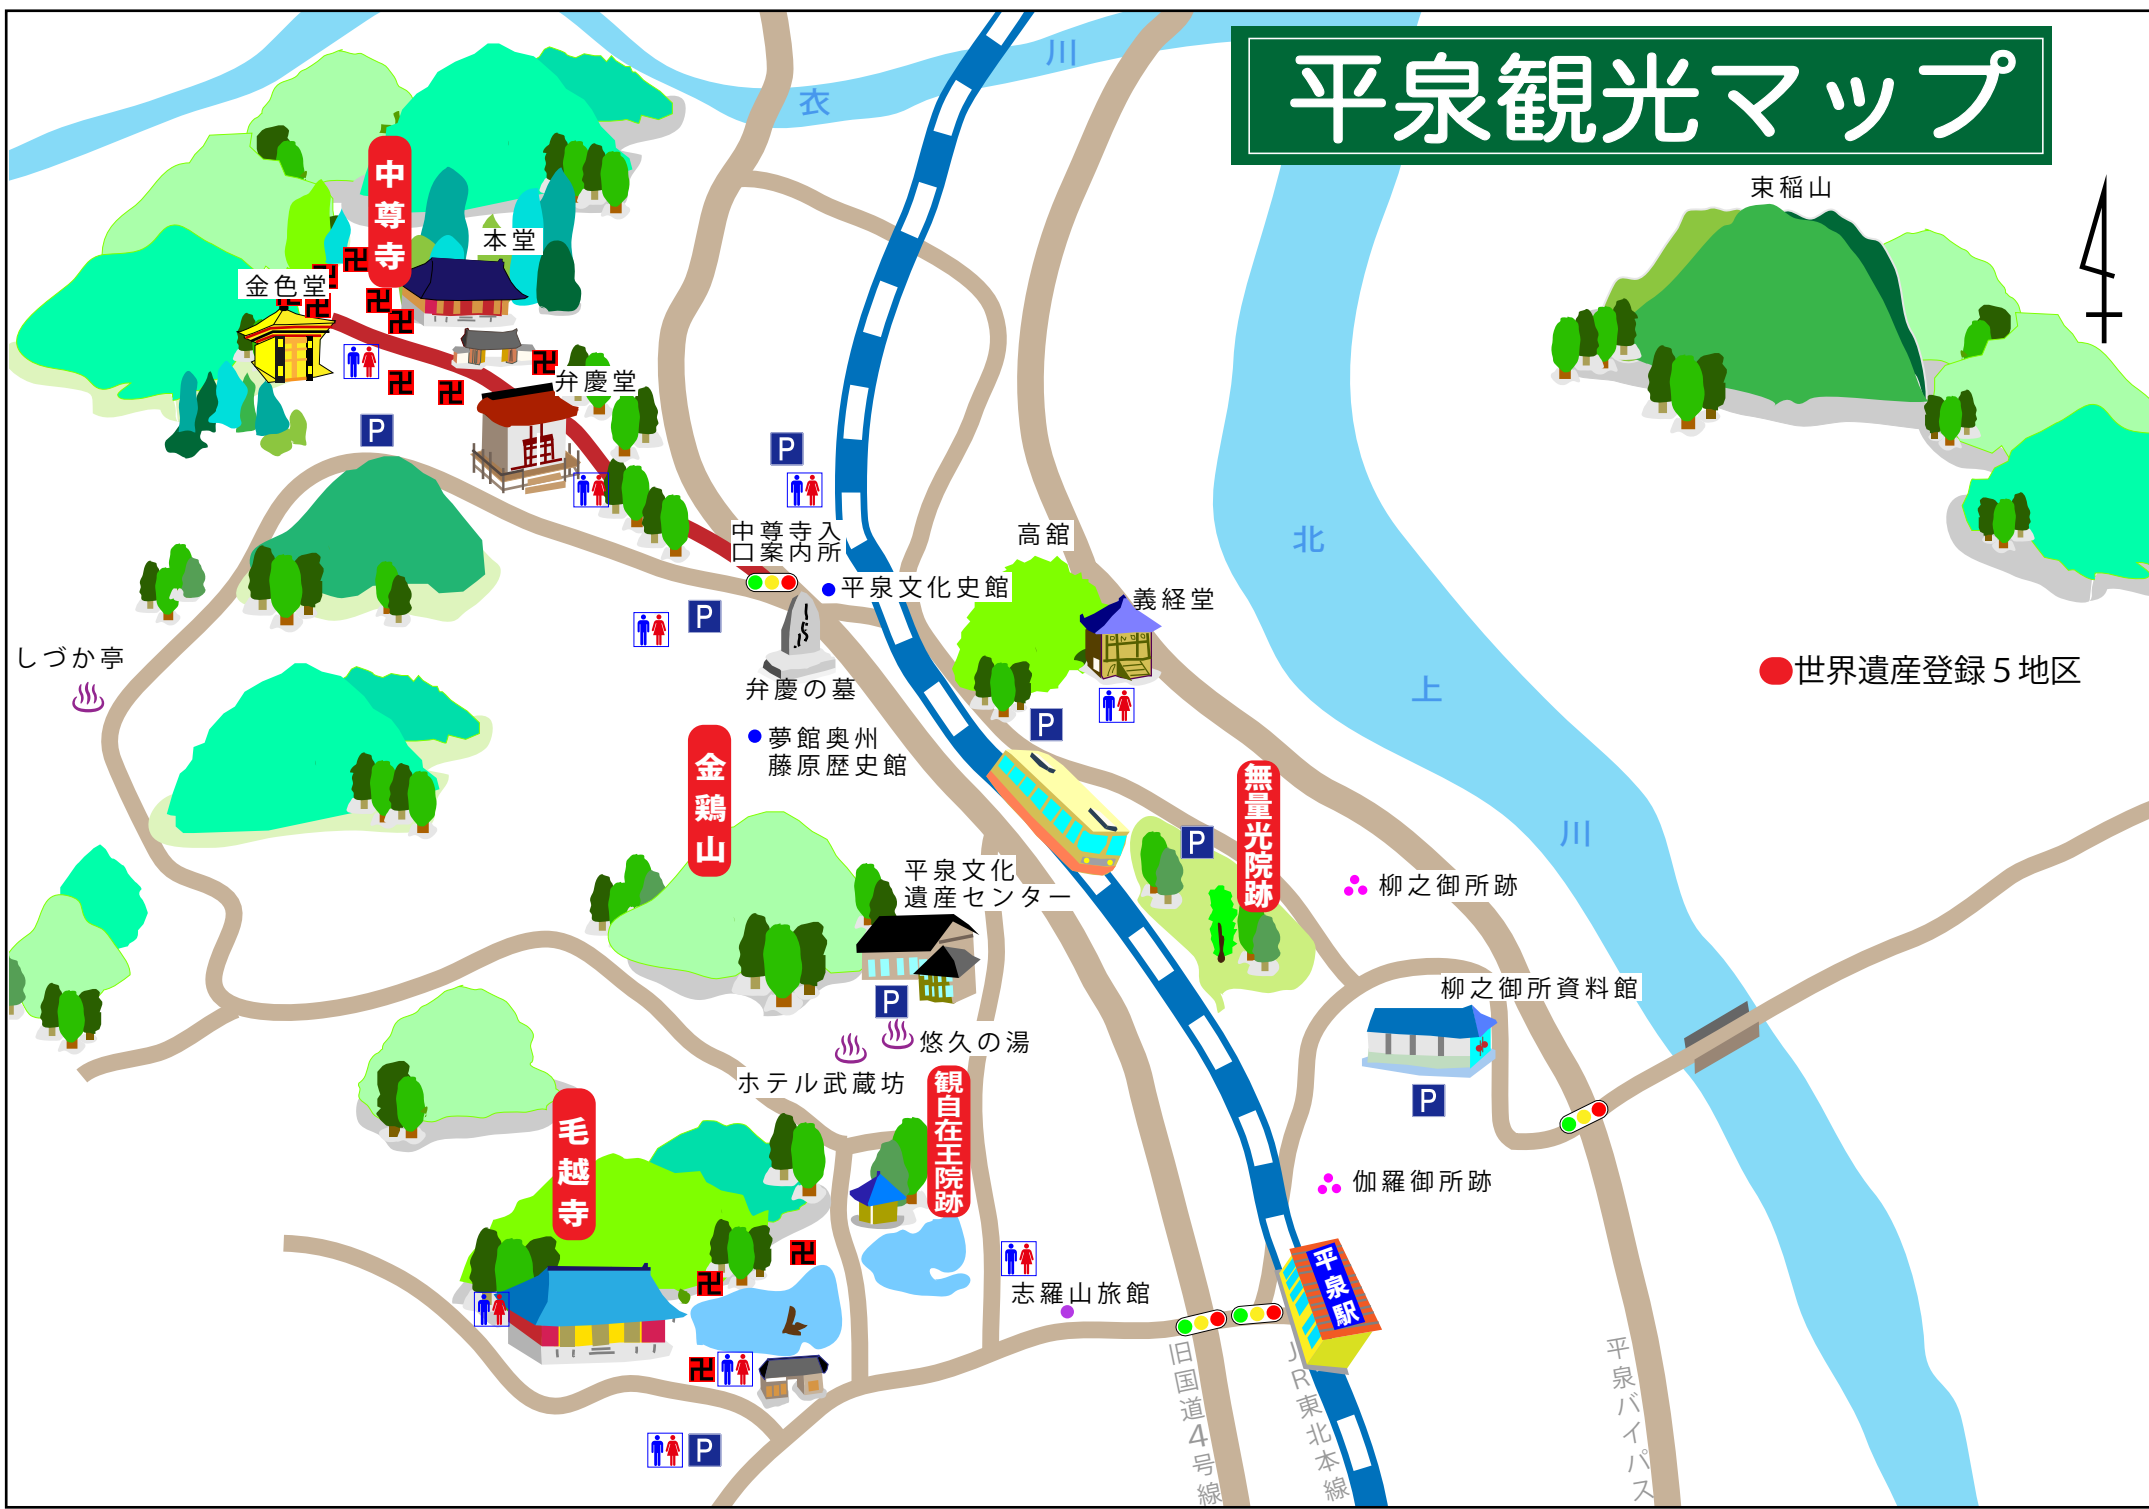 平泉観光マップ
衣
川
束稲山
中尊寺
本堂
金色堂
弁慶堂
P
P
中尊寺入
口案内所
高舘
北
平泉文化史館
義経堂
P
しづか亭
上
世界遺産登録5地区
弁慶の墓
P
金鶏山
夢館奥州
藤原歴史館
無量光院跡
P
川
平泉文化
遺産センター
柳之御所跡
柳之御所資料館
P
P
悠久の湯
ホテル武蔵坊
観自在王院跡
毛越寺
伽羅御所跡
志羅山旅館
平泉駅
旧国道4号線
JR東北本線
平泉バイパス
P